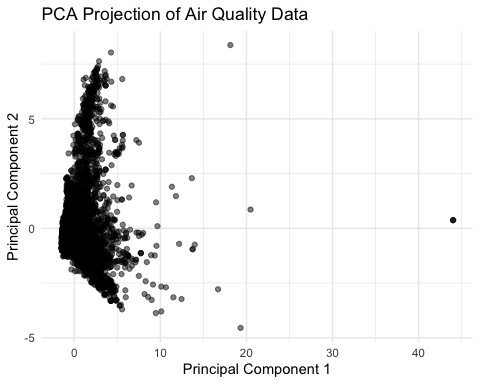 PCA Projection of Air Quality Data
Principal Component 2
5
0
-5
0 10 20 30 40
Principal Component 1